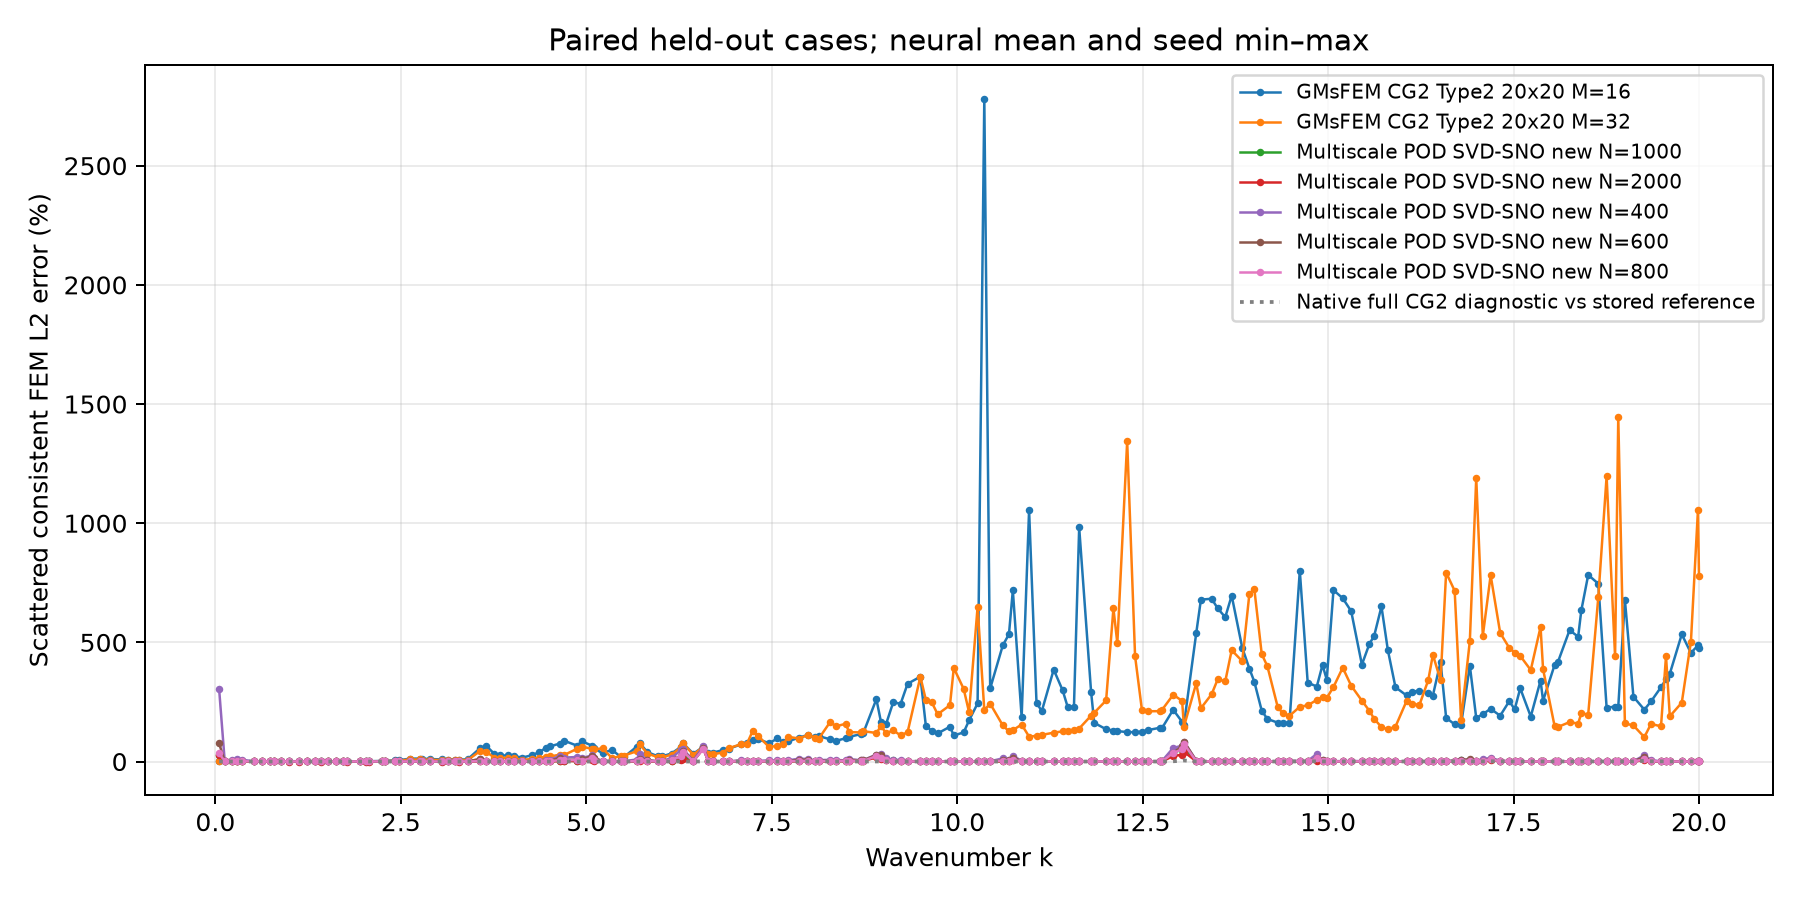 Paired held-out cases; neural mean and seed min–max
GMsFEM CG2 Type2 20x20 M=16
GMsFEM CG2 Type2 20x20 M=32
Multiscale POD SVD-SNO new N=1000
Multiscale POD SVD-SNO new N=2000
Multiscale POD SVD-SNO new N=400
Multiscale POD SVD-SNO new N=600
Multiscale POD SVD-SNO new N=800
Native full CG2 diagnostic vs stored reference
Scattered consistent FEM L2 error (%)
2500
2000
1500
1000
500
0
0.0 2.5 5.0 7.5 10.0 12.5 15.0 17.5 20.0
Wavenumber k